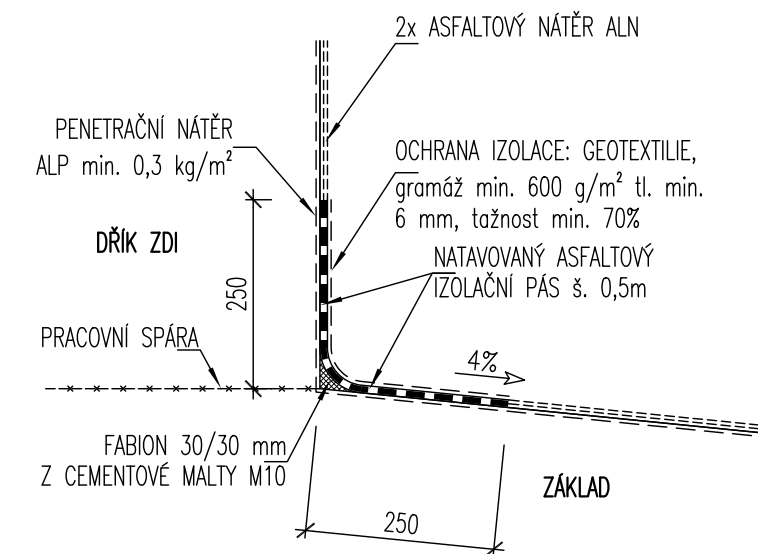 2x ASFALTOVÝ NÁTĚR ALN
PENETRAČNÍ NÁTĚR
ALP min. 0,3 kg/m²
OCHRANA IZOLACE: GEOTEXTILIE,
gramáž min. 600 g/m² tl. min.
6 mm, tažnost min. 70%
DŘÍK ZDI
NATAVOVANÝ ASFALTOVÝ
IZOLAČNÍ PÁS š. 0,5m
250
PRACOVNÍ SPÁRA
4%
FABION 30/30 mm
Z CEMENTOVÉ MALTY M10
ZÁKLAD
250